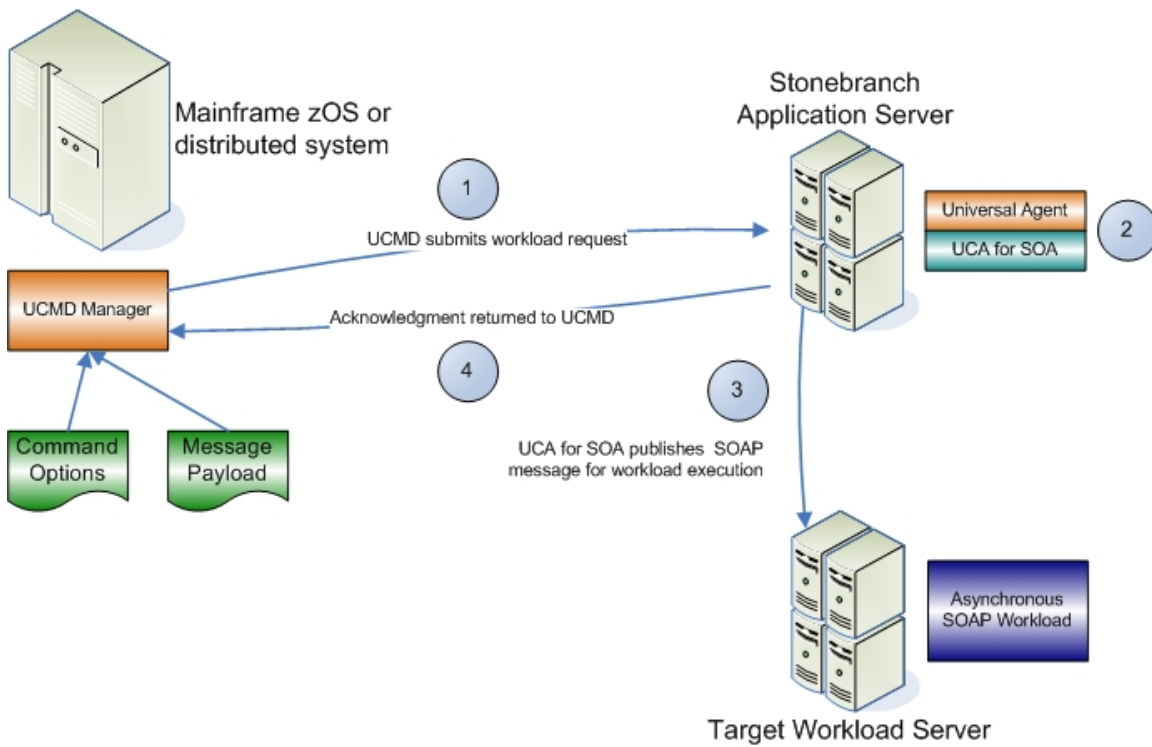 Mainframe zOS or
distributed system
Stonebranch
Application Server
1
UCMD submits workload request
Universal Agent
UCA for SOA
2
UCMD Manager
Acknowledgment returned to UCMD
4
3
Command
Options
Message
Payload
UCA for SOA publishes SOAP
message for workload execution
Asynchronous
SOAP Workload
Target Workload Server